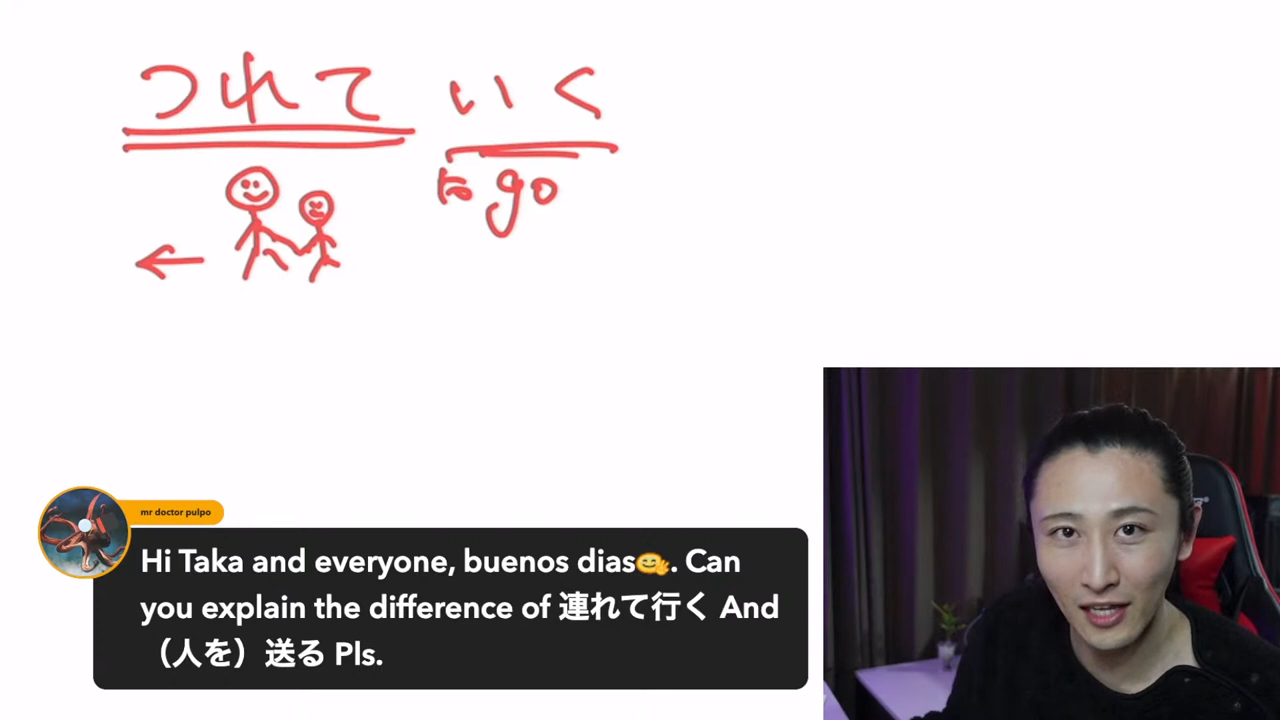 つれて いく
to go
mr doctor pulpo
Hi Taka and everyone, buenos dias😊. Can
you explain the difference of 連れて行く And
（人を）送る Pls.